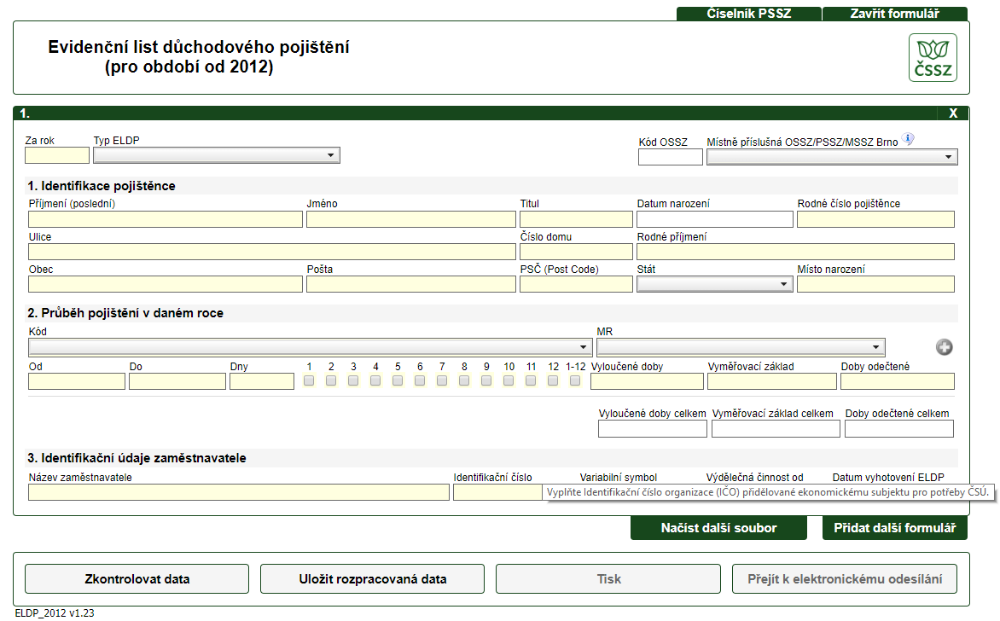 Číselník PSSZ Zavřít formulář
Evidenční list důchodového pojištění
(pro období od 2012)
ČSSZ
1. X
Za rok Typ ELDP Kód OSSZ Místně příslušná OSSZ/PSSZ/MSSZ Brno i
1. Identifikace pojištěnce
Příjmení (poslední) Jméno Titul Datum narození Rodné číslo pojištěnce
Ulice Číslo domu Rodné příjmení
Obec Pošta PSČ (Post Code) Stát Místo narození
2. Průběh pojištění v daném roce
Kód MR
Od Do Dny 1 2 3 4 5 6 7 8 9 10 11 12 1-12 Vyloučené doby Vyměřovací základ Doby odečtené
Vyloučené doby celkem Vyměřovací základ celkem Doby odečtené celkem
3. Identifikační údaje zaměstnavatele
Název zaměstnavatele Identifikační číslo Variabilní symbol Výdělečná činnost od Datum vyhotovení ELDP
Vyplňte Identifikační číslo organizace (IČO) přidělované ekonomickému subjektu pro potřeby ČSÚ.
Načíst další soubor Přidat další formulář
Zkontrolovat data Uložit rozpracovaná data Tisk Přejít k elektronickému odesílání
ELDP_2012 v1.23